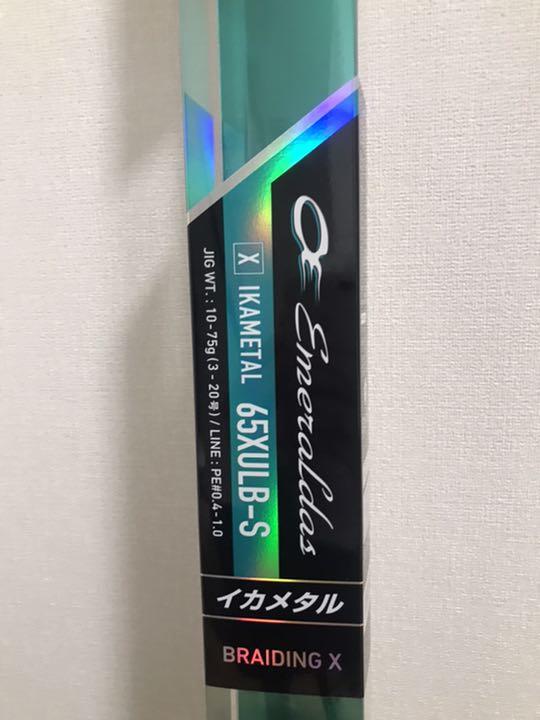 Emeraldas
X IKAMETAL 65XULB-S
JIG WT. : 10-75g (3-20号) / LINE : PE#0.4-1.0
イカメタル
BRAIDING X